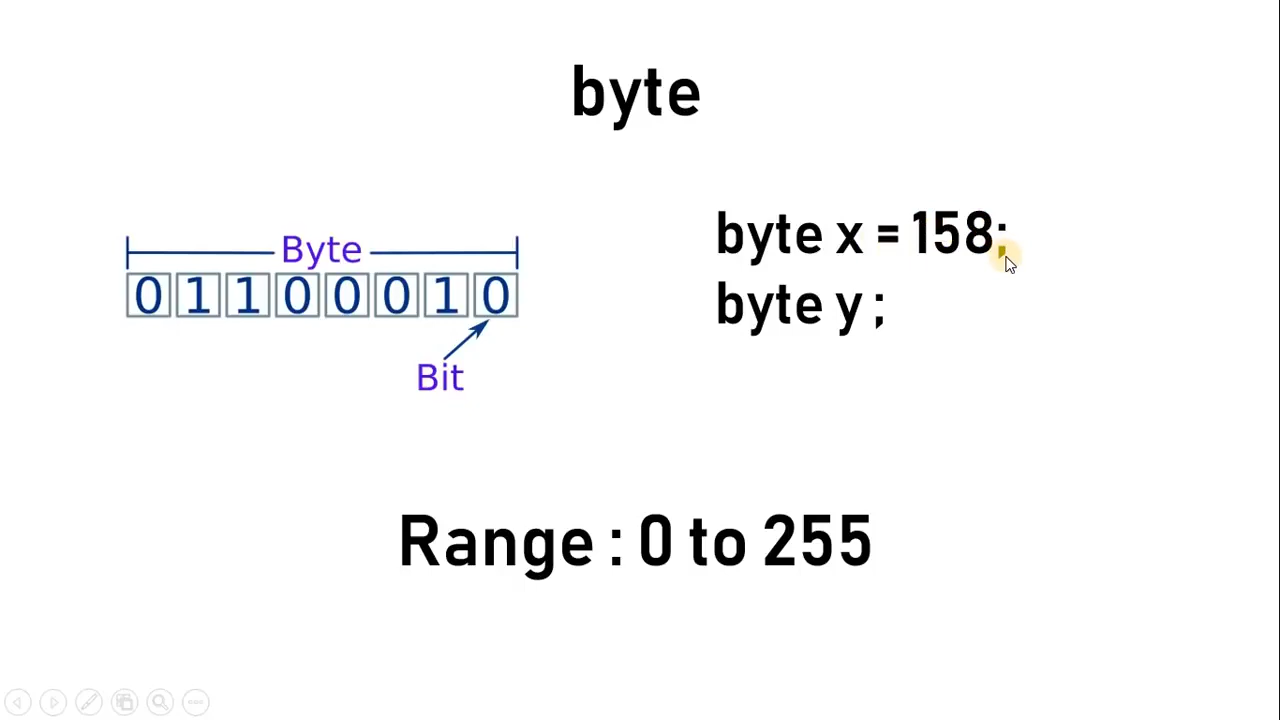 byte
Byte
0 1 1 0 0 0 1 0
Bit
byte x = 158;
byte y ;
Range : 0 to 255